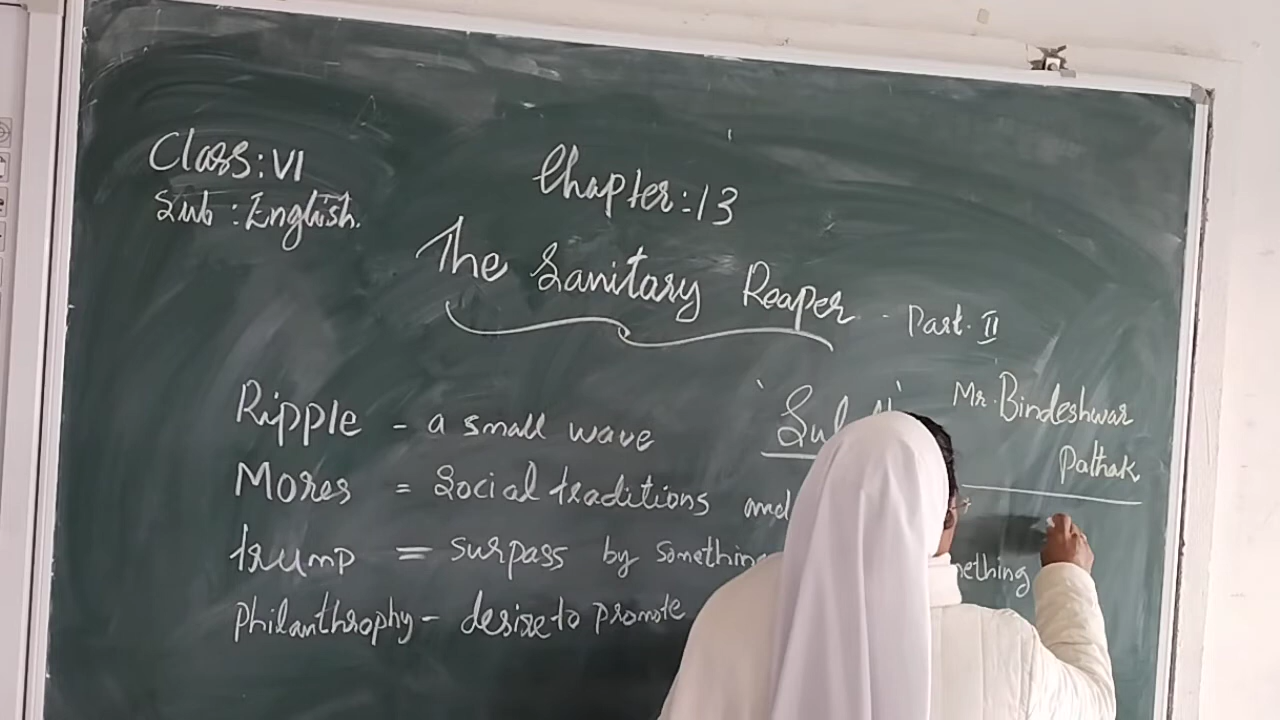 Class: VI
Sub : English.
Chapter: 13
The Sanitary Reaper - Part. II
Ripple - a small wave
Mr. Bindeshwar
Pathak
Mores = Social traditions and
trump = surpass by something
Philanthrophy - desire to promote